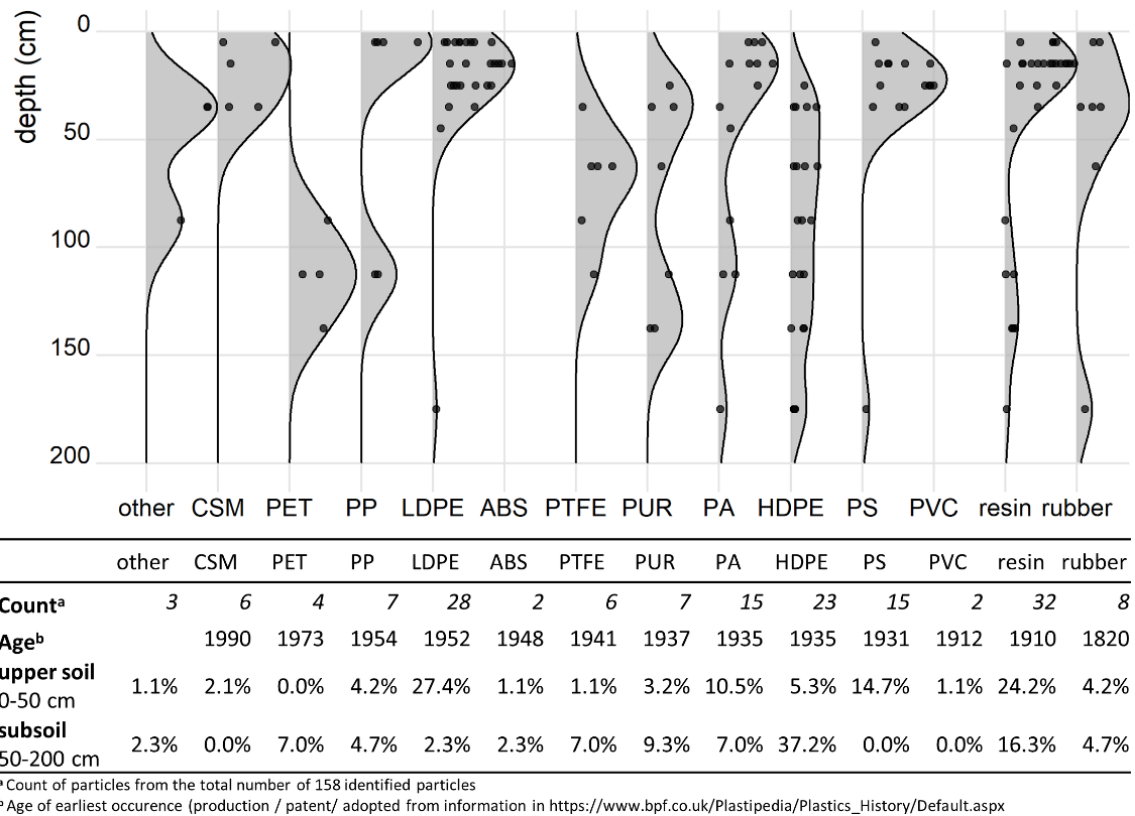 0
50
100
150
200
depth (cm)
other CSM PET PP LDPE ABS PTFE PUR PA HDPE PS PVC resin rubber
other CSM PET PP LDPE ABS PTFE PUR PA HDPE PS PVC resin rubber
Countᵃ 3 6 4 7 28 2 6 7 15 23 15 2 32 8
Ageᵇ 1990 1973 1954 1952 1948 1941 1937 1935 1935 1931 1912 1910 1820
upper soil
0-50 cm 1.1% 2.1% 0.0% 4.2% 27.4% 1.1% 1.1% 3.2% 10.5% 5.3% 14.7% 1.1% 24.2% 4.2%
subsoil
50-200 cm 2.3% 0.0% 7.0% 4.7% 2.3% 2.3% 7.0% 9.3% 7.0% 37.2% 0.0% 0.0% 16.3% 4.7%
ᵃ Count of particles from the total number of 158 identified particles
ᵇ Age of earliest occurence (production / patent/ adopted from information in https://www.bpf.co.uk/Plastipedia/Plastics_History/Default.aspx